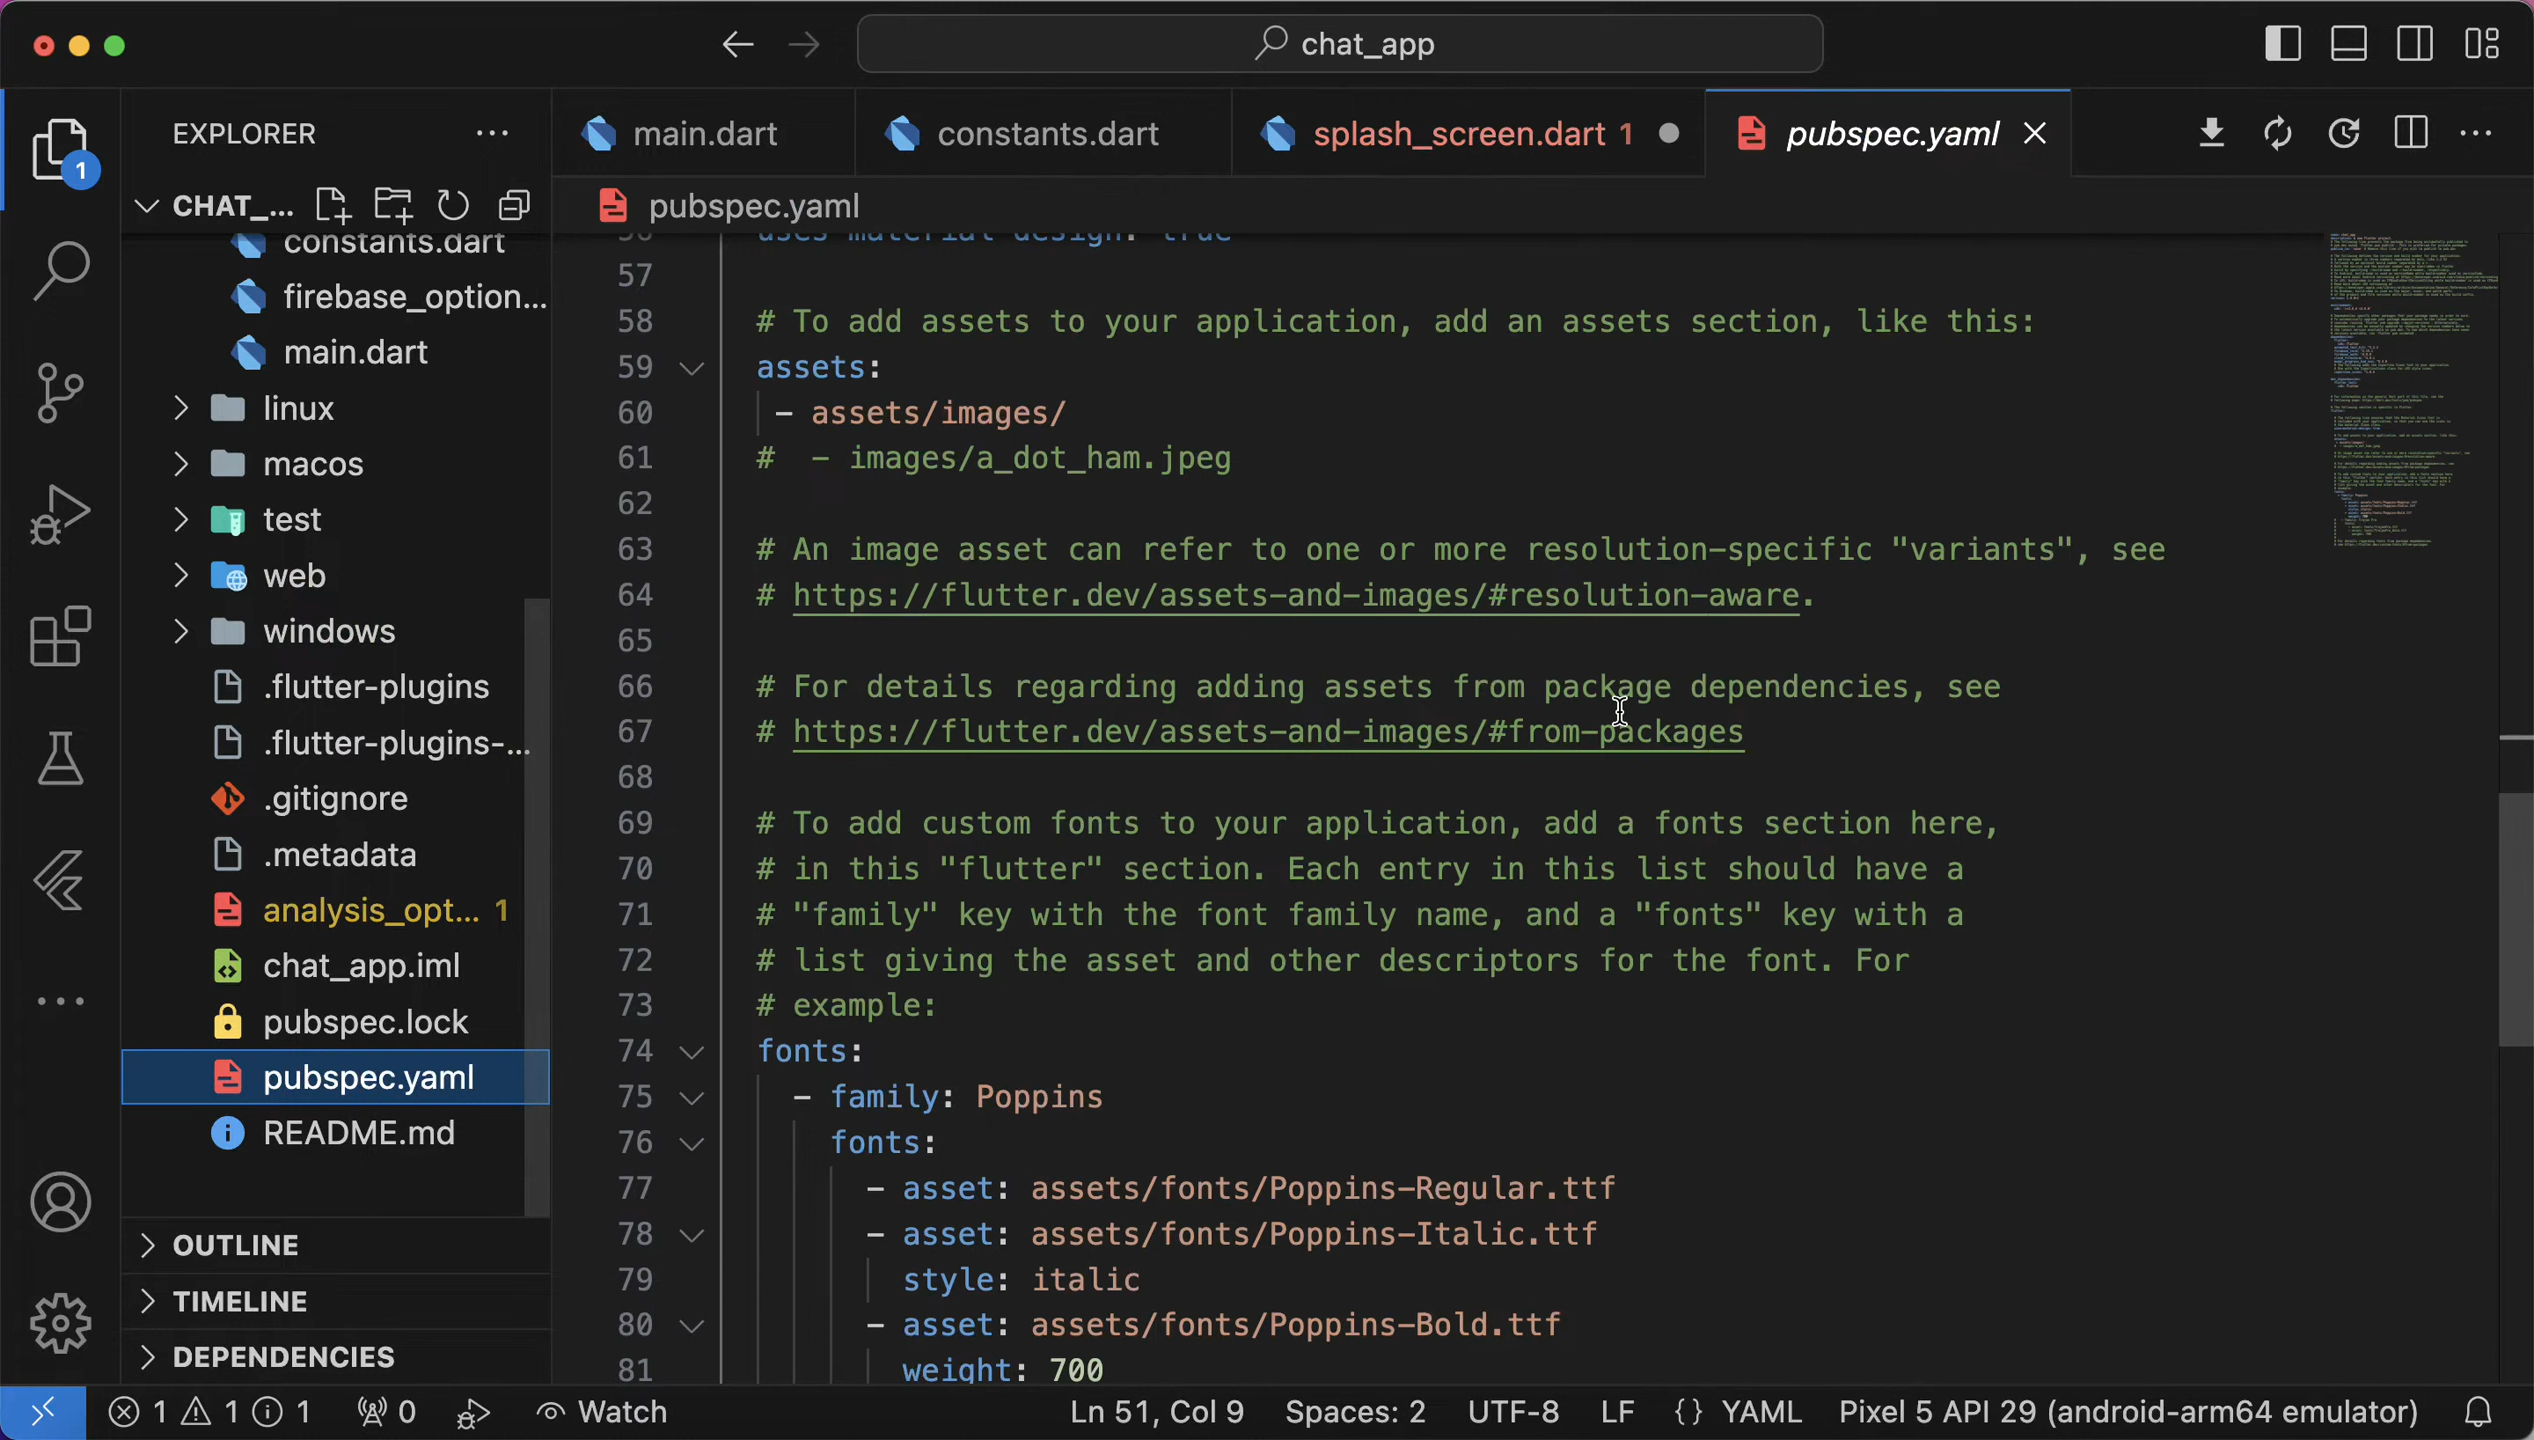 chat_app
EXPLORER
main.dart
constants.dart
splash_screen.dart 1
pubspec.yaml
CHAT_...
pubspec.yaml
constants.dart
firebase_option...
main.dart
linux
macos
test
web
windows
.flutter-plugins
.flutter-plugins-...
.gitignore
.metadata
analysis_opt... 1
chat_app.iml
pubspec.lock
pubspec.yaml
README.md
OUTLINE
TIMELINE
DEPENDENCIES
1
56 uses-material-design: true
57
58 # To add assets to your application, add an assets section, like this:
59 assets:
60 - assets/images/
61 #  - images/a_dot_ham.jpeg
62
63 # An image asset can refer to one or more resolution-specific "variants", see
64 # https://flutter.dev/assets-and-images/#resolution-aware.
65
66 # For details regarding adding assets from package dependencies, see
67 # https://flutter.dev/assets-and-images/#from-packages
68
69 # To add custom fonts to your application, add a fonts section here,
70 # in this "flutter" section. Each entry in this list should have a
71 # "family" key with the font family name, and a "fonts" key with a
72 # list giving the asset and other descriptors for the font. For
73 # example:
74 fonts:
75 - family: Poppins
76 fonts:
77 - asset: assets/fonts/Poppins-Regular.ttf
78 - asset: assets/fonts/Poppins-Italic.ttf
79 style: italic
80 - asset: assets/fonts/Poppins-Bold.ttf
81 weight: 700
1 1 1 0 Watch Ln 51, Col 9 Spaces: 2 UTF-8 LF {} YAML Pixel 5 API 29 (android-arm64 emulator)